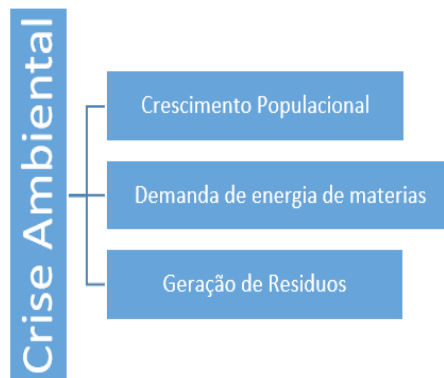 Crise Ambiental
Crescimento Populacional
Demanda de energia de materias
Geração de Residuos